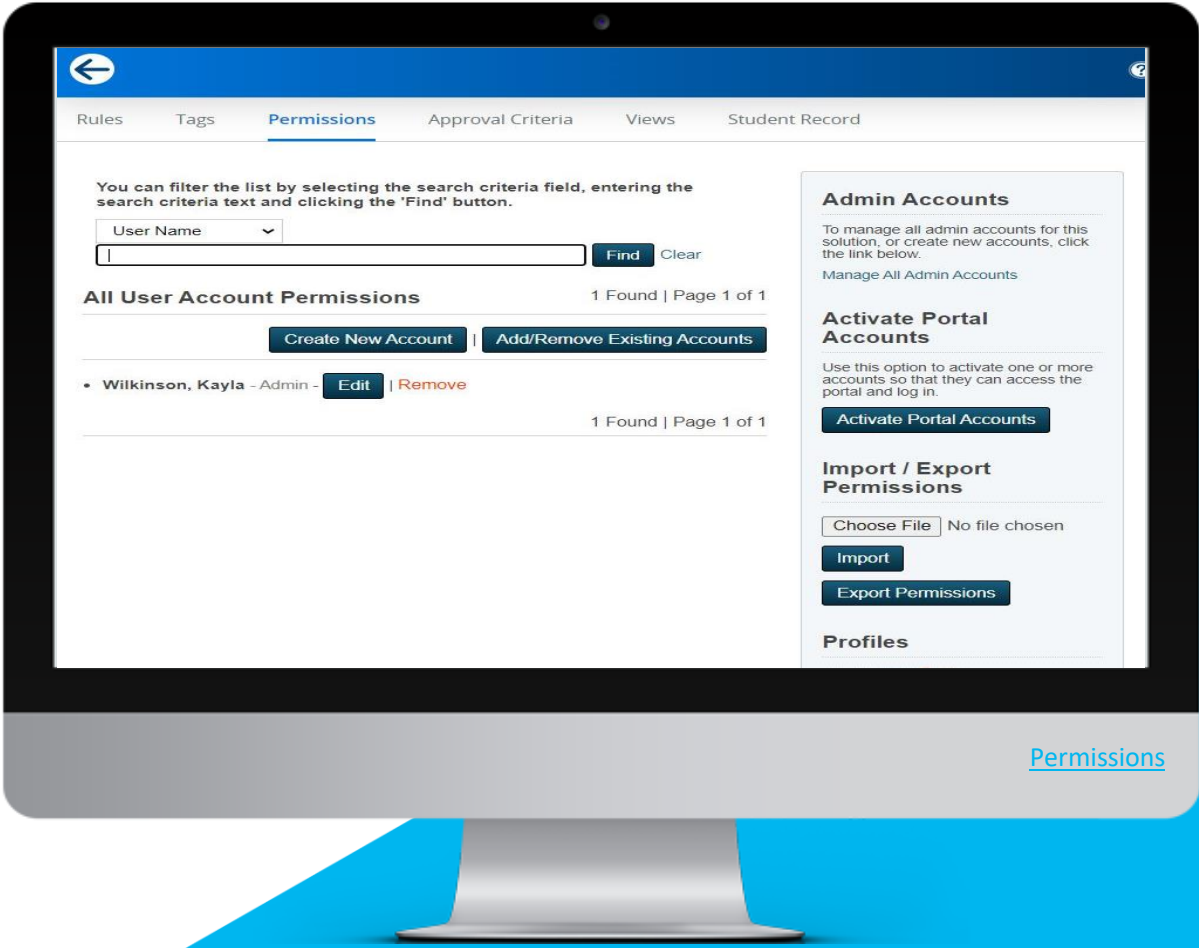 ?
Rules Tags Permissions Approval Criteria Views Student Record
You can filter the list by selecting the search criteria field, entering the
search criteria text and clicking the 'Find' button.
User Name
Find Clear
All User Account Permissions 1 Found | Page 1 of 1
Create New Account | Add/Remove Existing Accounts
• Wilkinson, Kayla - Admin - Edit | Remove
1 Found | Page 1 of 1
Admin Accounts
To manage all admin accounts for this
solution, or create new accounts, click
the link below.
Manage All Admin Accounts
Activate Portal
Accounts
Use this option to activate one or more
accounts so that they can access the
portal and log in.
Activate Portal Accounts
Import / Export
Permissions
Choose File No file chosen
Import
Export Permissions
Profiles
Permissions